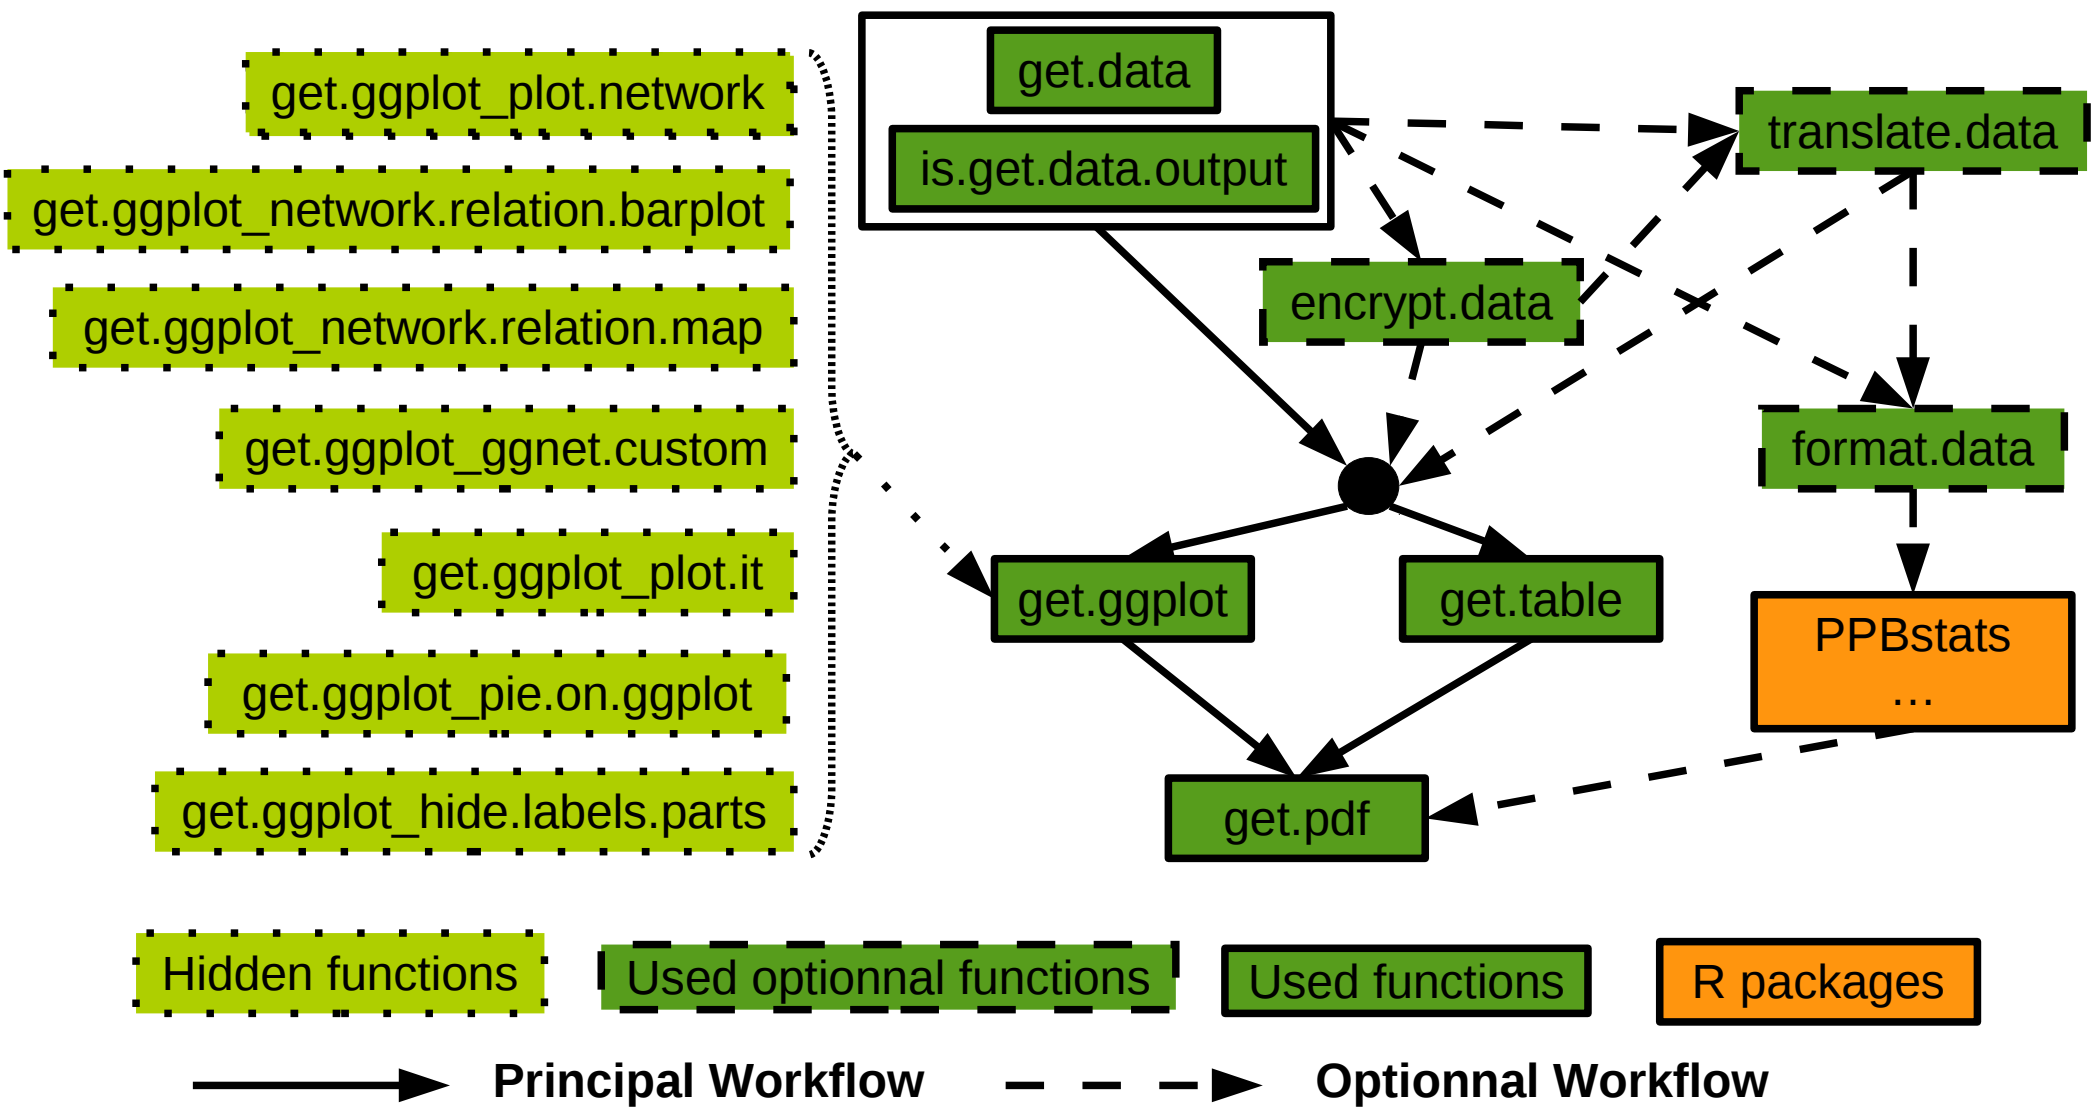 get.ggplot_plot.network
get.ggplot_network.relation.barplot
get.ggplot_network.relation.map
get.ggplot_ggnet.custom
get.ggplot_plot.it
get.ggplot_pie.on.ggplot
get.ggplot_hide.labels.parts
get.data
is.get.data.output
translate.data
encrypt.data
format.data
get.ggplot
get.table
PPBstats
...
get.pdf
Hidden functions
Used optionnal functions
Used functions
R packages
Principal Workflow
Optionnal Workflow